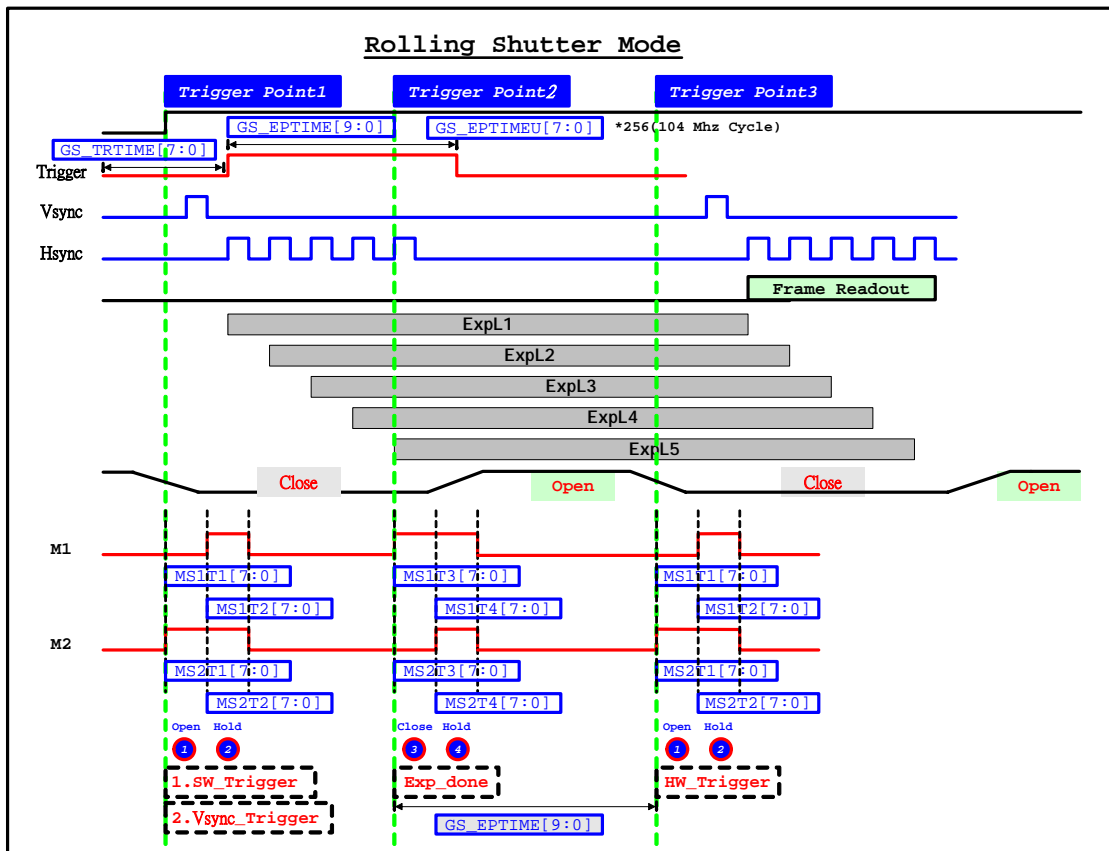 Rolling Shutter Mode
Trigger Point1 Trigger Point2 Trigger Point3
GS_EPTIME[9:0] GS_EPTIMEU[7:0] *256(104 Mhz Cycle)
GS_TRTIME[7:0]
Trigger
Vsync
Hsync
Frame Readout
ExpL1
ExpL2
ExpL3
ExpL4
ExpL5
Close Open Close Open
M1
MS1T1[7:0] MS1T3[7:0] MS1T1[7:0]
MS1T2[7:0] MS1T4[7:0] MS1T2[7:0]
M2
MS2T1[7:0] MS2T3[7:0] MS2T1[7:0]
MS2T2[7:0] MS2T4[7:0] MS2T2[7:0]
Open Hold Close Hold Open Hold
1 2 3 4 1 2
1.SW_Trigger Exp_done HW_Trigger
2.Vsync_Trigger
GS_EPTIME[9:0]